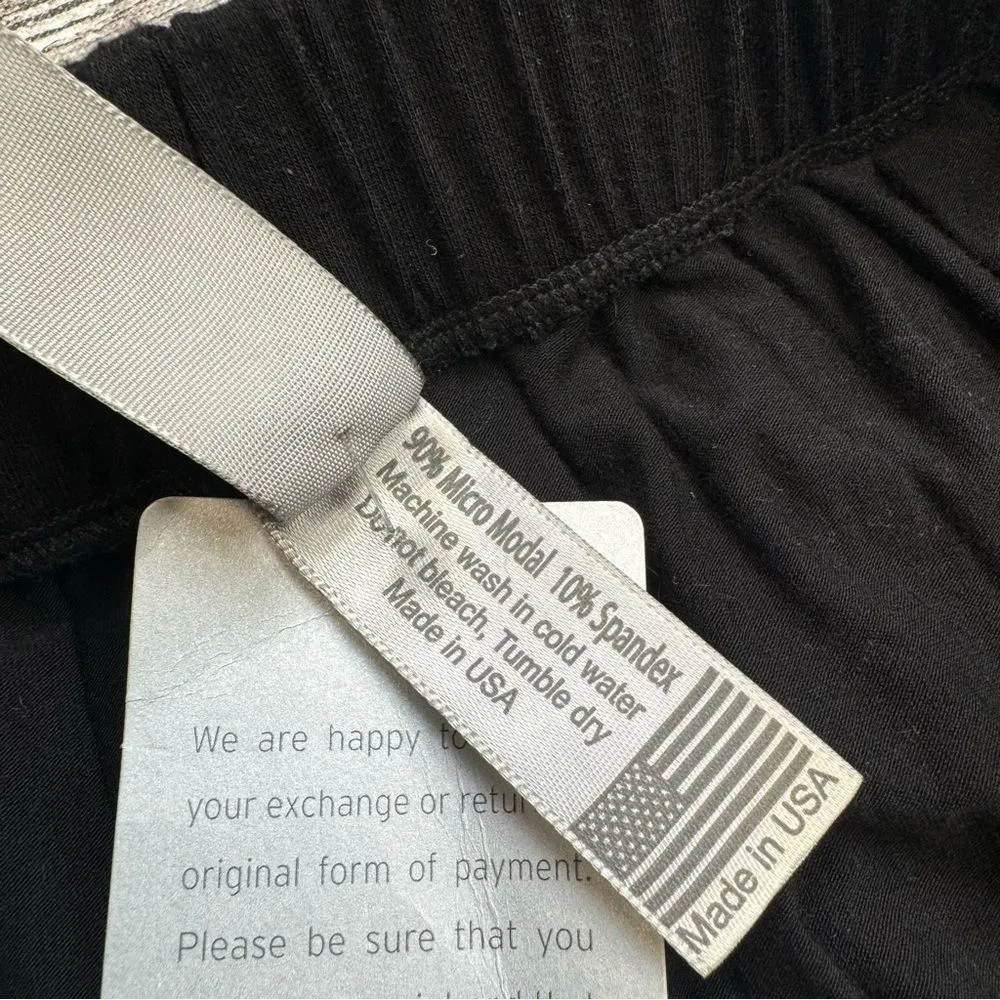 90% Micro Modal 10% Spandex
Machine wash in cold water
Do not bleach, Tumble dry
Made in USA
Made in USA
We are happy to
your exchange or
original form of payment.
Please be sure that you